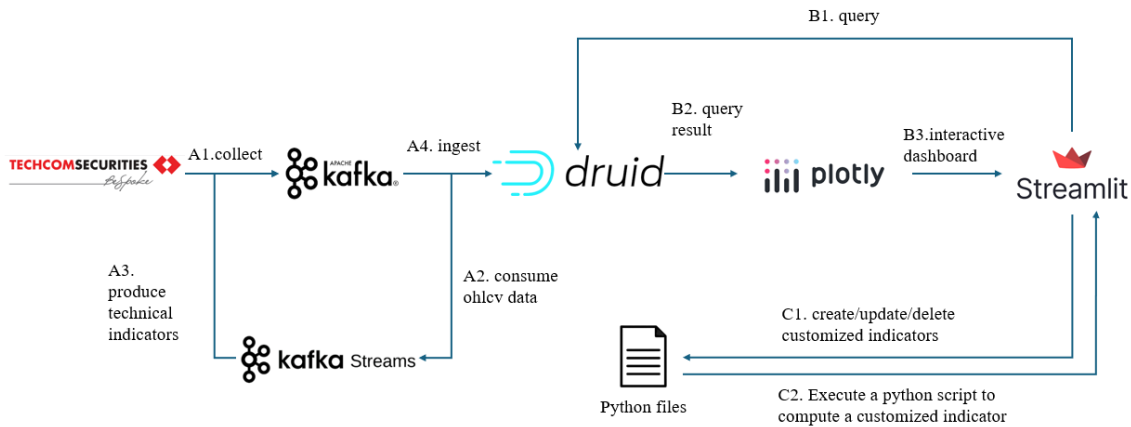 B1. query
B2. query
result
A4. ingest
B3.interactive
dashboard
A1.collect
TECHCOMSECURITIES
BeSpoke
APACHE
kafka®
druid
plotly
Streamlit
A3.
produce
technical
indicators
A2. consume
ohlcv data
C1. create/update/delete
customized indicators
kafka Streams
Python files
C2. Execute a python script to
compute a customized indicator